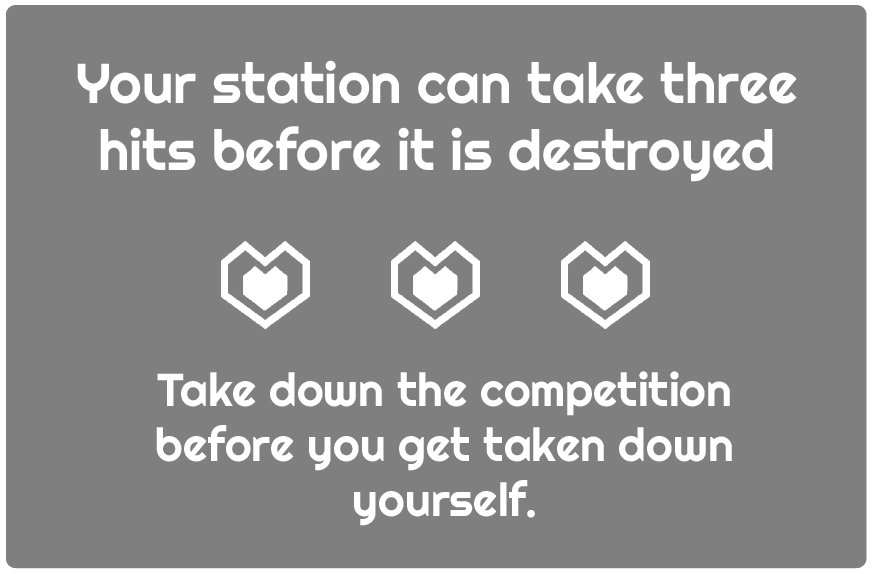 Your station can take three
hits before it is destroyed
Take down the competition
before you get taken down
yourself.